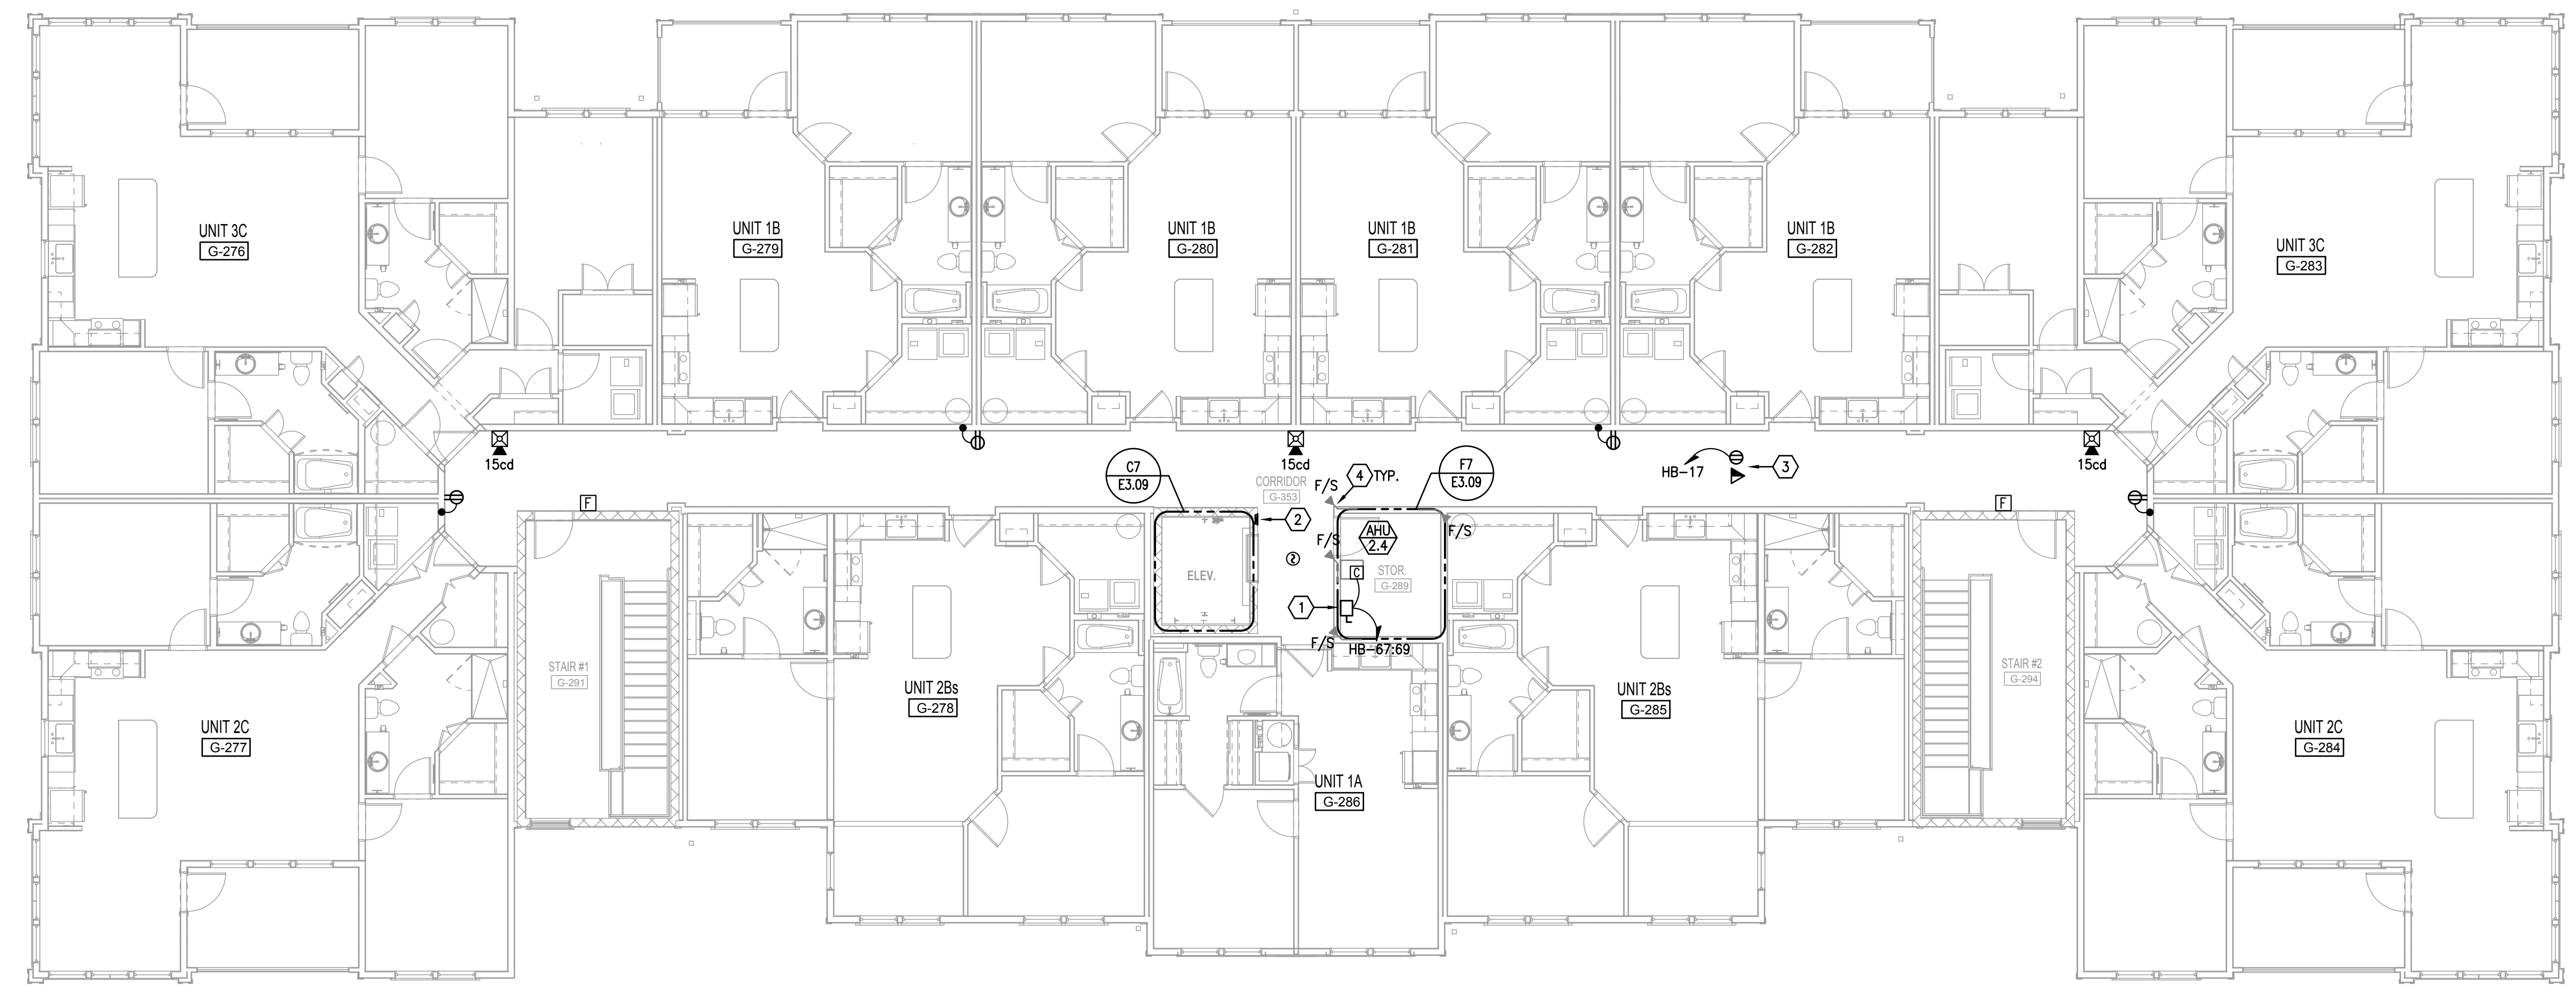 UNIT 3C
G-276
UNIT 1B
G-279
UNIT 1B
G-280
UNIT 1B
G-281
UNIT 1B
G-282
UNIT 3C
G-283
15cd
15cd
15cd
C7
E3.09
CORRIDOR
G-353
F/S
4
TYP.
F7
E3.09
HB-17
3
F
2
F/S
AHU
2.4
F/S
F
ELEV.
C
STOR.
G-289
1
F/S
HB-67:69
STAIR #1
G-291
UNIT 2Bs
G-278
UNIT 2Bs
G-285
STAIR #2
G-294
UNIT 2C
G-277
UNIT 1A
G-286
UNIT 2C
G-284